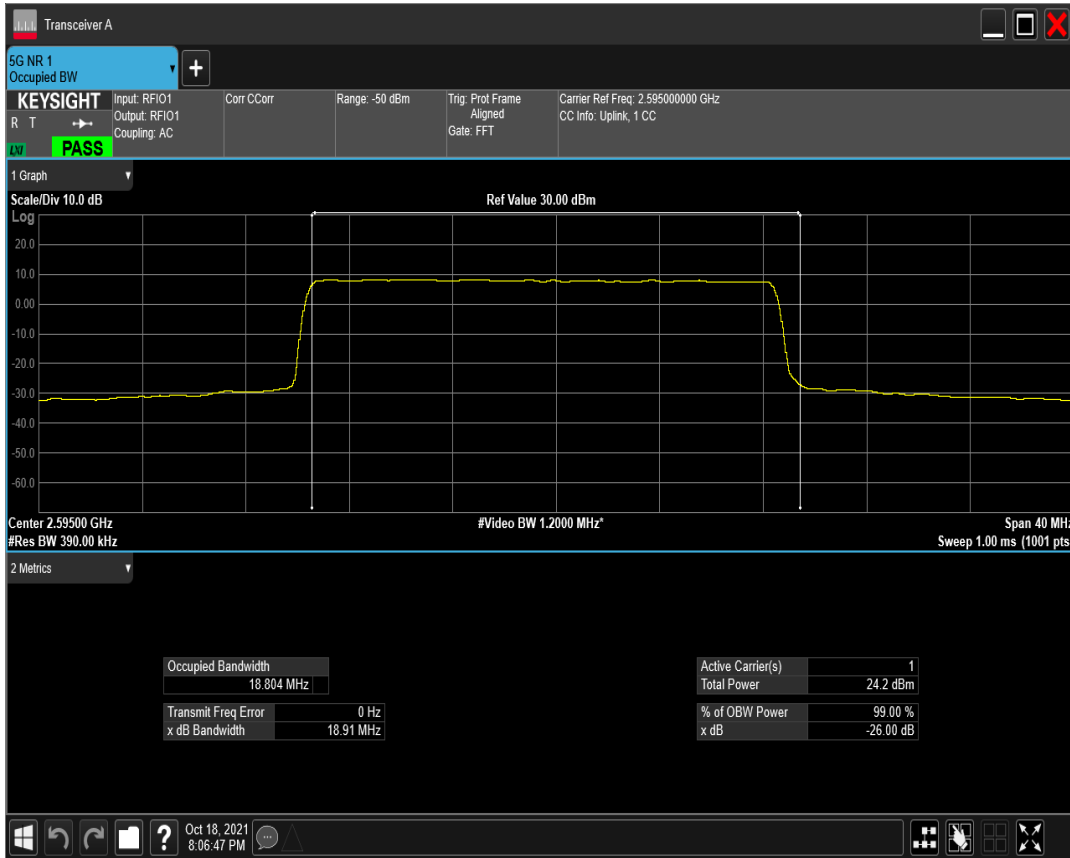 Transceiver A
5G NR 1
Occupied BW
KEYSIGHT
R T
LXI
PASS
Input: RFIO1
Output: RFIO1
Coupling: AC
Corr CCorr
Range: -50 dBm
Trig: Prot Frame
Aligned
Gate: FFT
Carrier Ref Freq: 2.595000000 GHz
CC Info: Uplink, 1 CC
1 Graph
Scale/Div 10.0 dB
Ref Value 30.00 dBm
Log
20.0
10.0
0.00
-10.0
-20.0
-30.0
-40.0
-50.0
-60.0
Center 2.59500 GHz
#Video BW 1.2000 MHz*
Span 40 MHz
#Res BW 390.00 kHz
Sweep 1.00 ms (1001 pts
2 Metrics
Occupied Bandwidth
18.804 MHz
Transmit Freq Error 0 Hz
x dB Bandwidth 18.91 MHz
Active Carrier(s) 1
Total Power 24.2 dBm
% of OBW Power 99.00 %
x dB -26.00 dB
Oct 18, 2021
8:06:47 PM